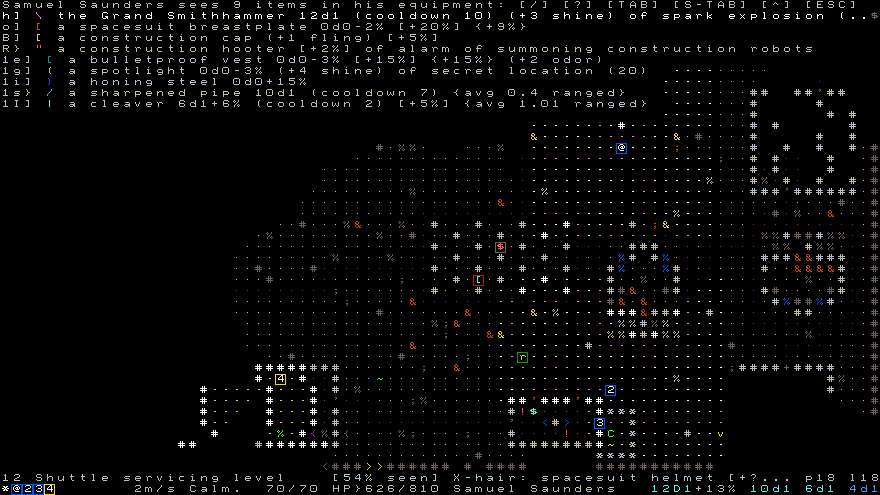 Samuel Saunders sees 9 items in his equipment: [/] [?] [TAB] [S-TAB] [^] [ESC]
h] \ the Grand Smithhammer 12d1 (cooldown 10) (+3 shine) of spark explosion (..$
o] [ a spacesuit breastplate 0d0-2% [+20%] {+9%}
B] [ a construction cap (+1 fling) [+5%]
R} " a construction hooter [+2%] of alarm of summoning construction robots
1e] [ a bulletproof vest 0d0-3% [+15%] {+15%} (+2 odor)
1g] ( a spotlight 0d0-3% (+4 shine) of secret location (20)
1i] ) a honing steel 0d0+15%
1s} / a sharpened pipe 10d1 (cooldown 7) {avg 0.4 ranged}
1I] | a cleaver 6d1+6% (cooldown 2) [+5%] {avg 1.01 ranged}
12 Shuttle servicing level [54% seen] X-hair: spacesuit helmet [+?... p18 l18
*@234 2m/s Calm. 70/70 HP}626/810 Samuel Saunders 12D1+13% 10d1 6d1 4d1